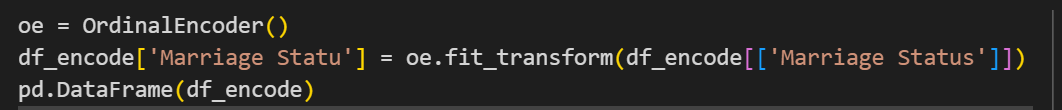 oe = OrdinalEncoder()
df_encode['Marriage Statu'] = oe.fit_transform(df_encode[['Marriage Status']])
pd.DataFrame(df_encode)